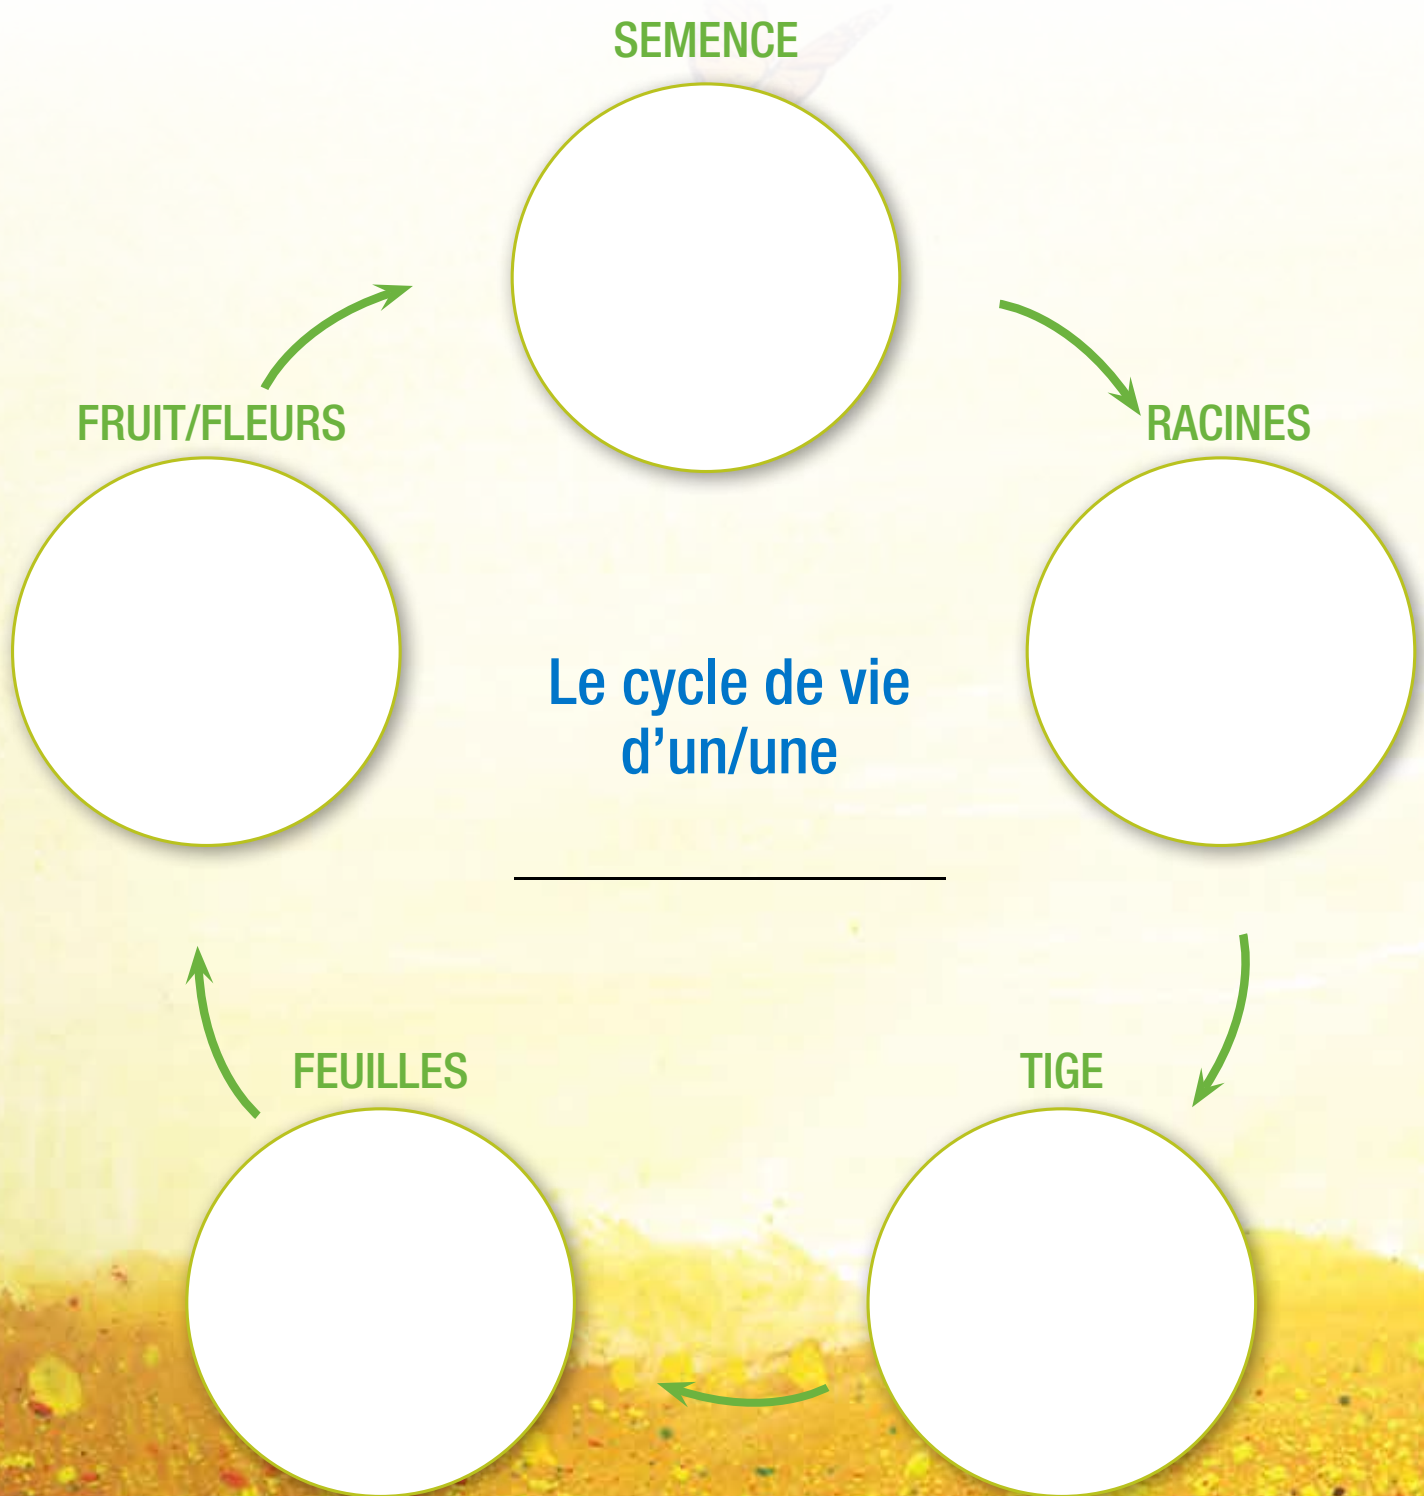 SEMENCE
FRUIT/FLEURS
RACINES
Le cycle de vie
d’un/une
FEUILLES
TIGE